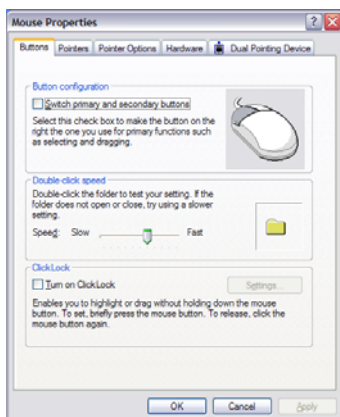 Mouse Properties
Buttons Pointers Pointer Options Hardware Dual Pointing Device
Button configuration
Switch primary and secondary buttons
Select this check box to make the button on the
right the one you use for primary functions such
as selecting and dragging.
Double-click speed
Double-click the folder to test your setting. If the
folder does not open or close, try using a slower
setting.
Speed: Slow Fast
ClickLock
Turn on ClickLock
Settings...
Enables you to highlight or drag without holding down the mouse
button. To set, briefly press the mouse button. To release, click the
mouse button again.
OK Cancel Apply